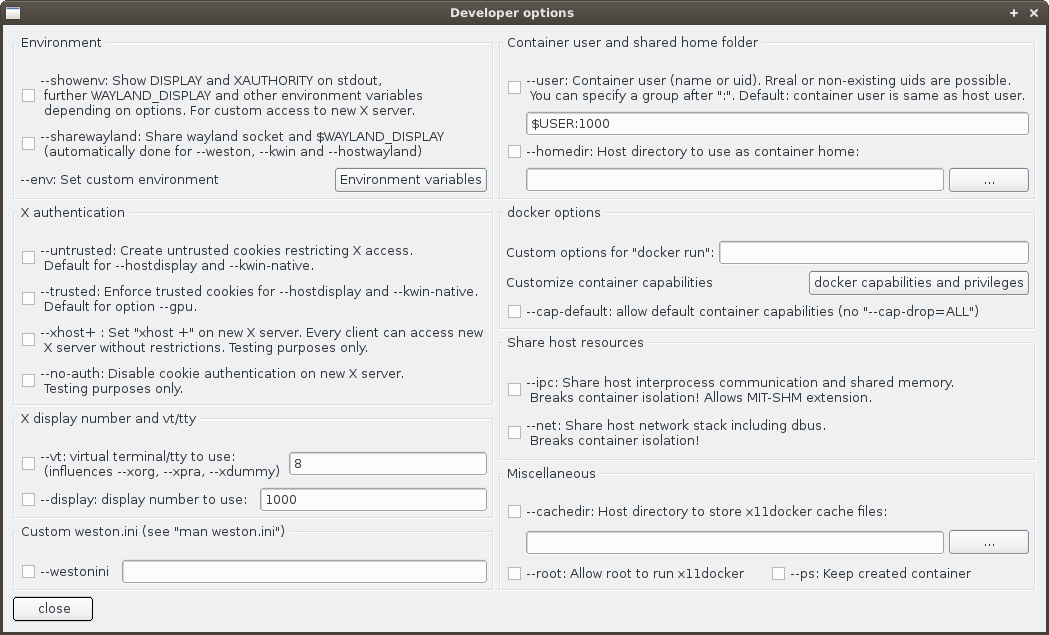 Developer options
Environment
--showenv: Show DISPLAY and XAUTHORITY on stdout,
further WAYLAND_DISPLAY and other environment variables
depending on options. For custom access to new X server.
--sharewayland: Share wayland socket and $WAYLAND_DISPLAY
(automatically done for --weston, --kwin and --hostwayland)
--env: Set custom environment
Environment variables
X authentication
--untrusted: Create untrusted cookies restricting X access.
Default for --hostdisplay and --kwin-native.
--trusted: Enforce trusted cookies for --hostdisplay and --kwin-native.
Default for option --gpu.
--xhost+ : Set "xhost +" on new X server. Every client can access new
X server without restrictions. Testing purposes only.
--no-auth: Disable cookie authentication on new X server.
Testing purposes only.
X display number and vt/tty
--vt: virtual terminal/tty to use:
(influences --xorg, --xpra, --xdummy)
8
--display: display number to use:
1000
Custom weston.ini (see "man weston.ini")
--westonini
close
Container user and shared home folder
--user: Container user (name or uid). Rreal or non-existing uids are possible.
You can specify a group after ":". Default: container user is same as host user.
$USER:1000
--homedir: Host directory to use as container home:
...
docker options
Custom options for "docker run":
Customize container capabilities
docker capabilities and privileges
--cap-default: allow default container capabilities (no "--cap-drop=ALL")
Share host resources
--ipc: Share host interprocess communication and shared memory.
Breaks container isolation! Allows MIT-SHM extension.
--net: Share host network stack including dbus.
Breaks container isolation!
Miscellaneous
--cachedir: Host directory to store x11docker cache files:
...
--root: Allow root to run x11docker
--ps: Keep created container